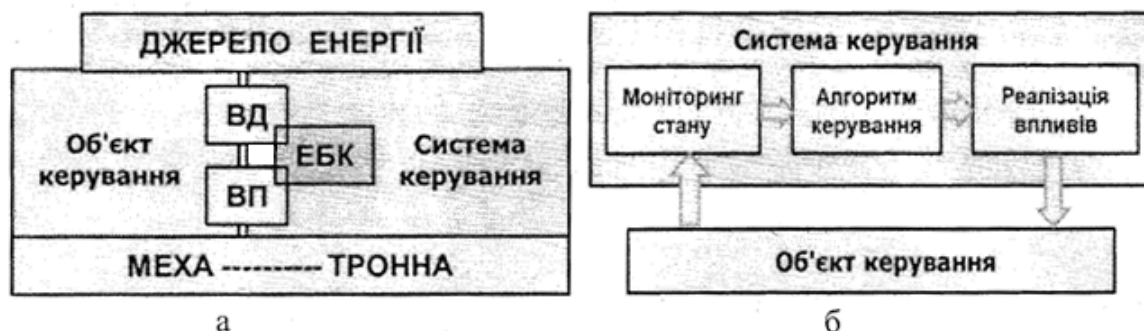 ДЖЕРЕЛО ЕНЕРГІЇ
Об'єкт
керування
ВД
ЕБК
ВП
Система
керування
МЕХА ---------- ТРОННА
а
Система керування
Моніторинг
стану
Алгоритм
керування
Реалізація
впливів
Об'єкт керування
б